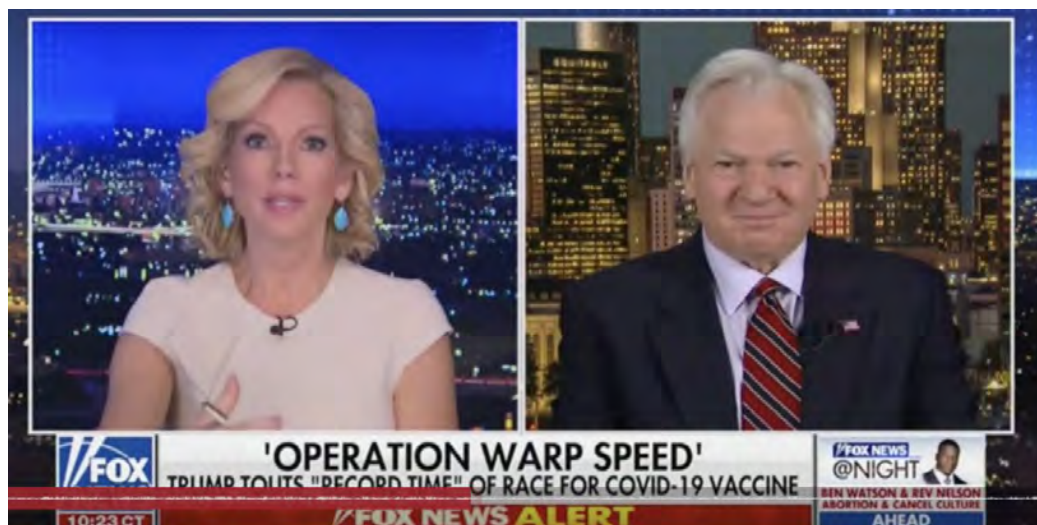 'OPERATION WARP SPEED'
TRUMP TOUTS "RECORD TIME" OF RACE FOR COVID-19 VACCINE
FOX
10:23 CT
FOX NEWS ALERT
FOX NEWS
@NIGHT
BEN WATSON & REV NELSON
ABORTION & CANCEL CULTURE
AHEAD